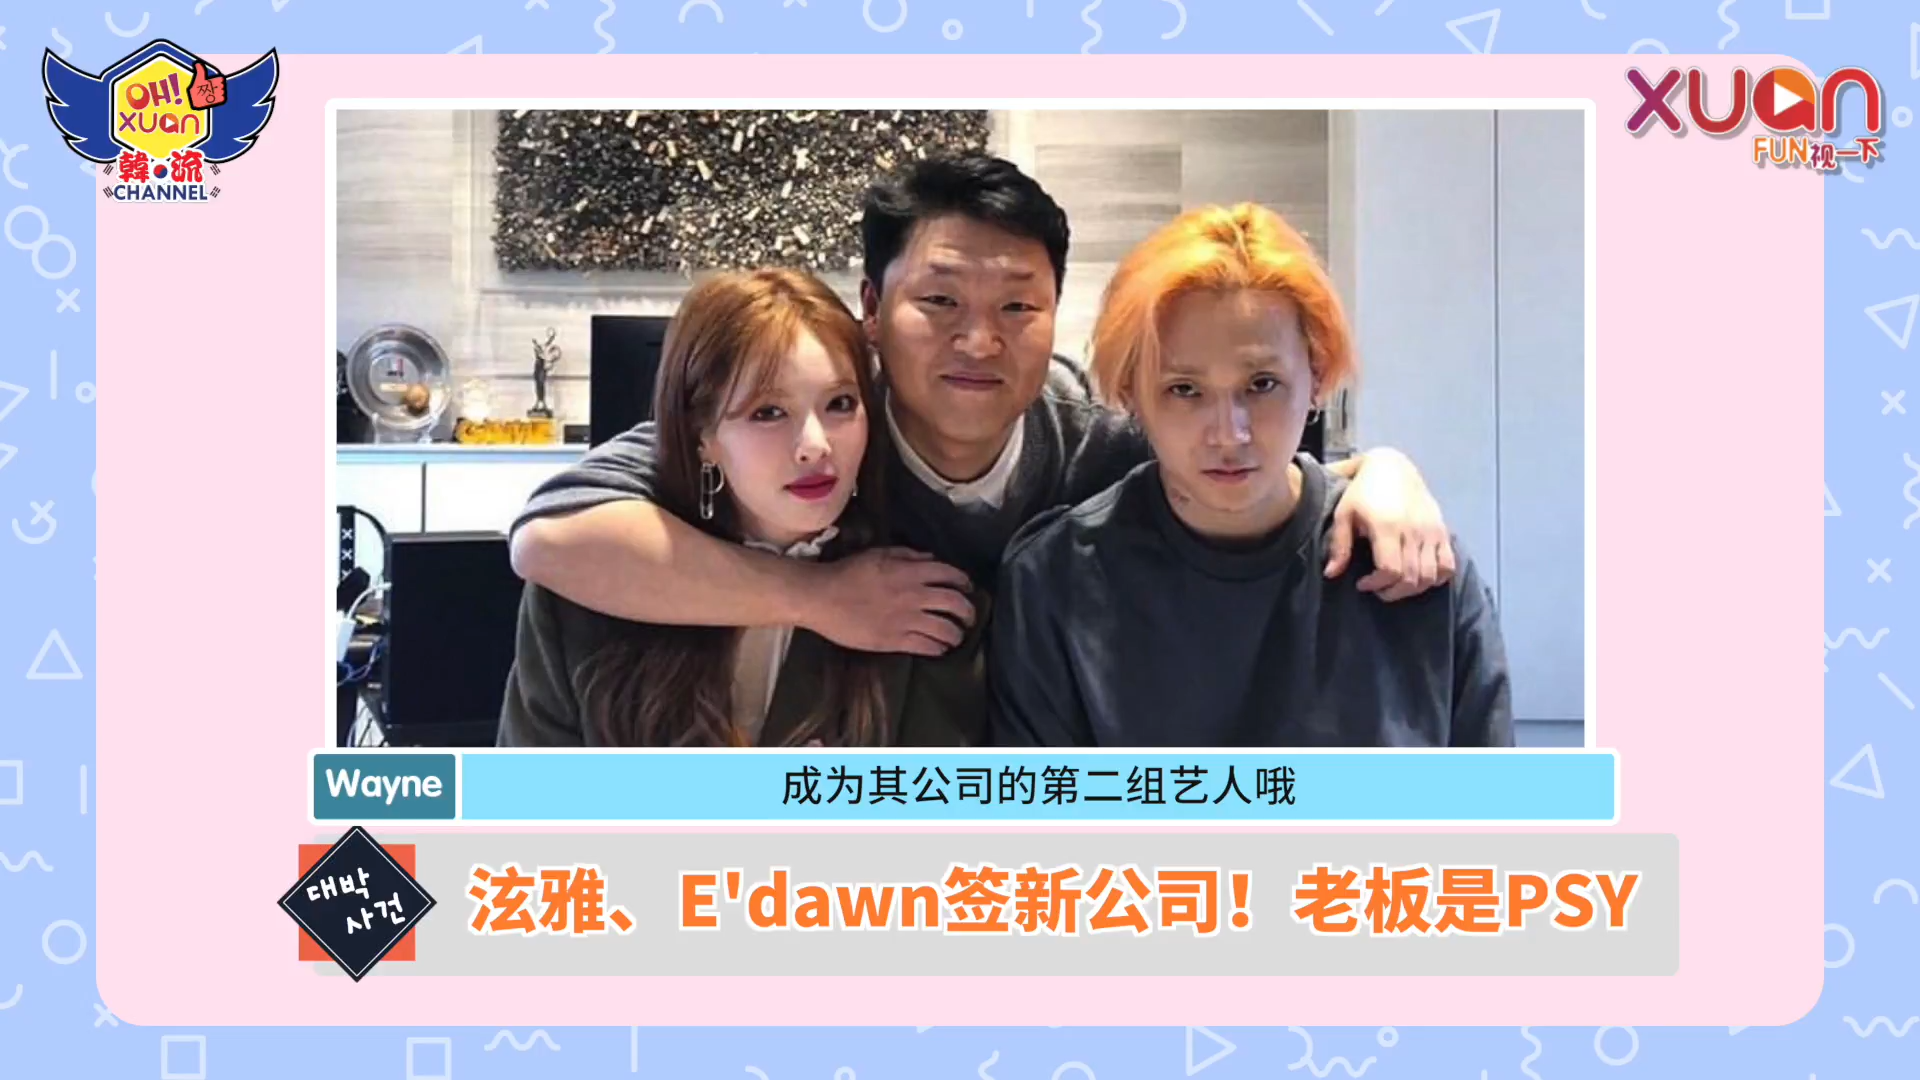 OH!
짱
XUAN
韓流
CHANNEL
XUAN
FUN视一下
Wayne
成为其公司的第二组艺人哦
대박
사건
泫雅、E'dawn签新公司！老板是PSY